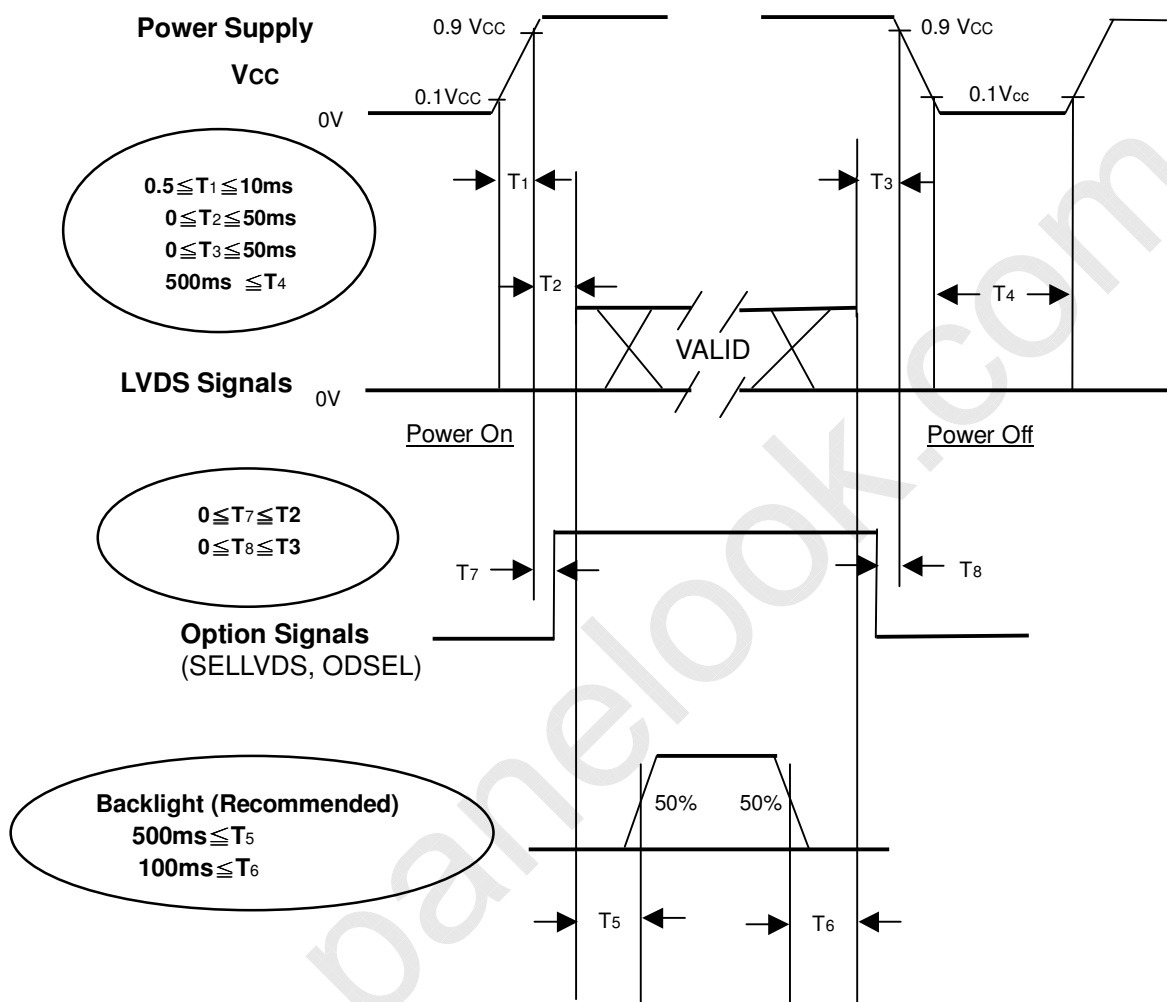 Power Supply
0.9 VCC
0.9 VCC
VCC
0.1VCC
0.1Vcc
0V
0.5≦T1≦10ms
0≦T2≦50ms
0≦T3≦50ms
500ms ≦T4
T1
T3
T2
T4
VALID
LVDS Signals
0V
Power On
Power Off
0≦T7≦T2
0≦T8≦T3
T7
T8
Option Signals
(SELLVDS, ODSEL)
Backlight (Recommended)
500ms≦T5
100ms≦T6
50%
50%
T5
T6
panelook.com